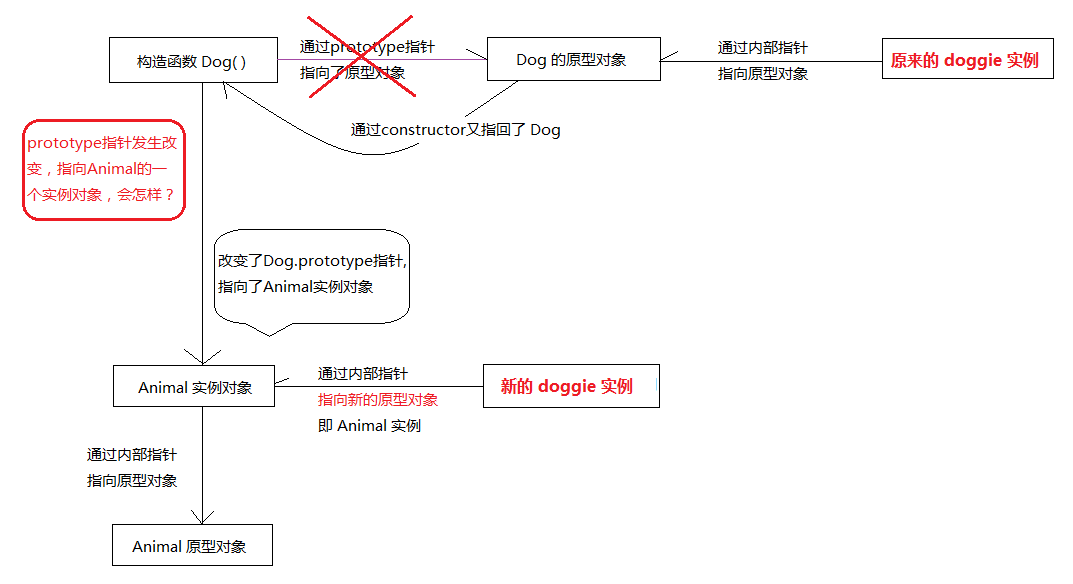 构造函数 Dog( )
通过prototype指针
指向了原型对象
Dog 的原型对象
通过内部指针
指向原型对象
原来的 doggie 实例
通过constructor又指回了 Dog
prototype指针发生改
变，指向Animal的一
个实例对象，会怎样？
改变了Dog.prototype指针,
指向了Animal实例对象
Animal 实例对象
通过内部指针
指向新的原型对象
即 Animal 实例
新的 doggie 实例
通过内部指针
指向原型对象
Animal 原型对象